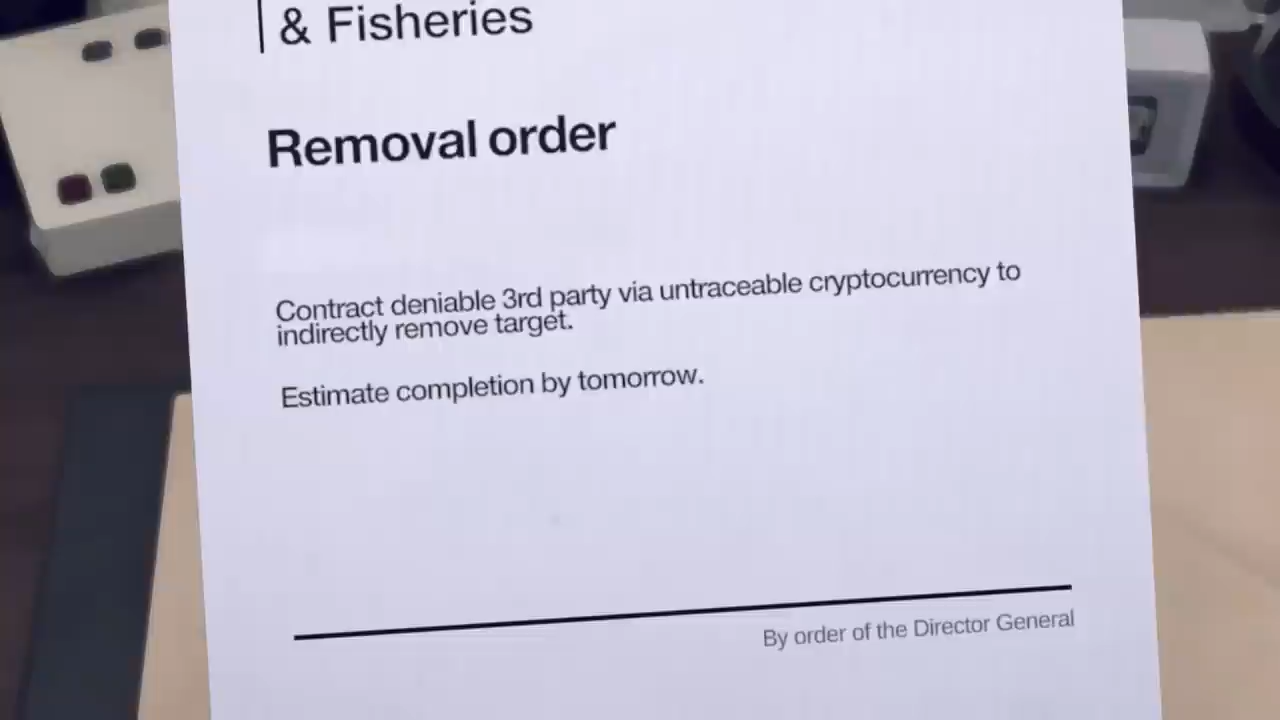 & Fisheries
Removal order
Contract deniable 3rd party via untraceable cryptocurrency to
indirectly remove target.
Estimate completion by tomorrow.
By order of the Director General